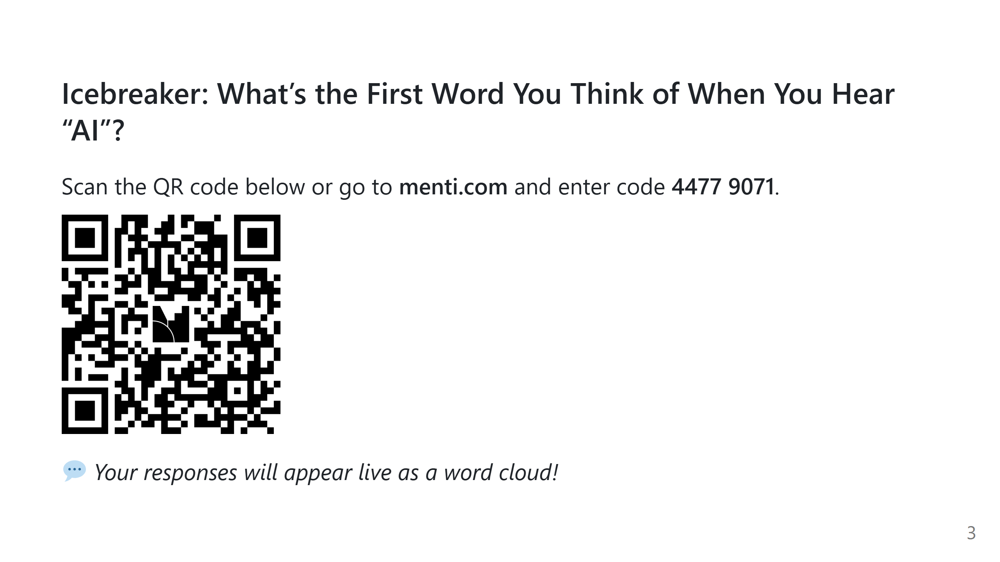 Icebreaker: What’s the First Word You Think of When You Hear
“AI”?
Scan the QR code below or go to menti.com and enter code 4477 9071.
💬 Your responses will appear live as a word cloud!
3